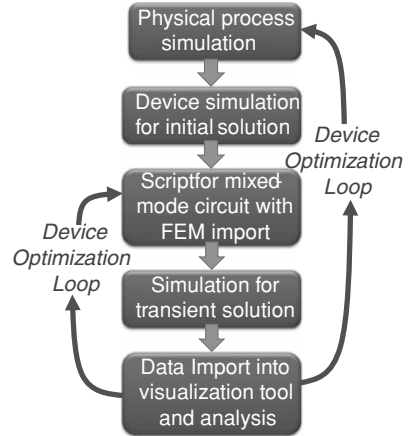 Physical process
simulation
Device simulation
for initial solution
Device
Optimization
Loop
Scriptfor mixed-
mode circuit with
FEM import
Device
Optimization
Loop
Simulation for
transient solution
Data Import into
visualization tool
and analysis